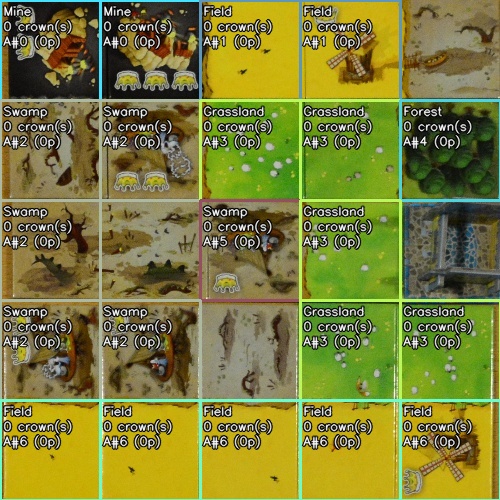 Mine
0 crown(s)
A#0 (0p)
Mine
0 crown(s)
A#0 (0p)
Field
0 crown(s)
A#1 (0p)
Field
0 crown(s)
A#1 (0p)
Swamp
0 crown(s)
A#2 (0p)
Swamp
0 crown(s)
A#2 (0p)
Grassland
0 crown(s)
A#3 (0p)
Grassland
0 crown(s)
A#3 (0p)
Forest
0 crown(s)
A#4 (0p)
Swamp
0 crown(s)
A#2 (0p)
Swamp
0 crown(s)
A#5 (0p)
Grassland
0 crown(s)
A#3 (0p)
Swamp
0 crown(s)
A#2 (0p)
Swamp
0 crown(s)
A#2 (0p)
Grassland
0 crown(s)
A#3 (0p)
Grassland
0 crown(s)
A#3 (0p)
Field
0 crown(s)
A#6 (0p)
Field
0 crown(s)
A#6 (0p)
Field
0 crown(s)
A#6 (0p)
Field
0 crown(s)
A#6 (0p)
Field
0 crown(s)
A#6 (0p)